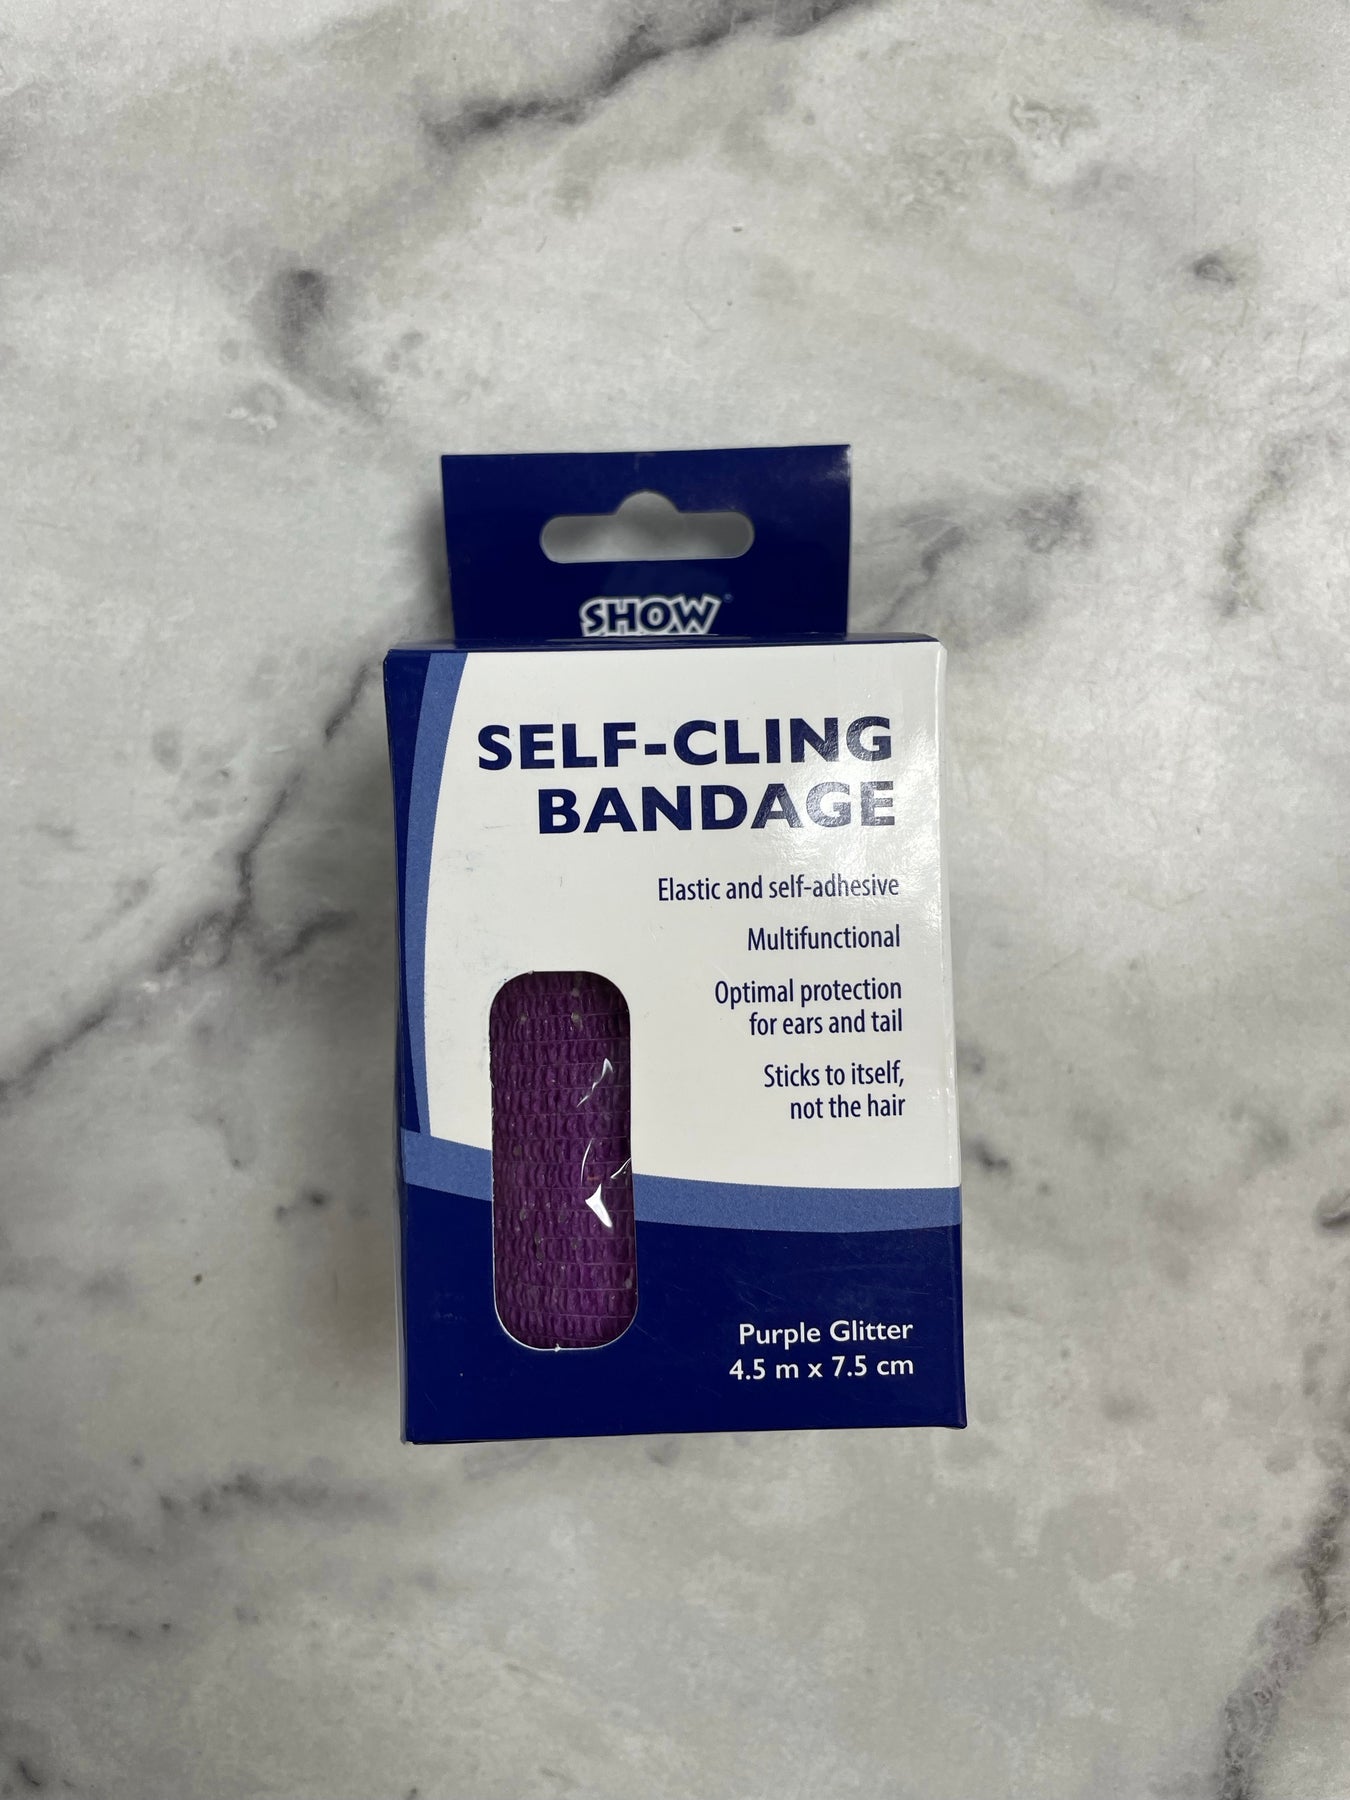 SHOW
SELF-CLING
BANDAGE
Elastic and self-adhesive
Multifunctional
Optimal protection
for ears and tail
Sticks to itself,
not the hair
Purple Glitter
4.5 m x 7.5 cm